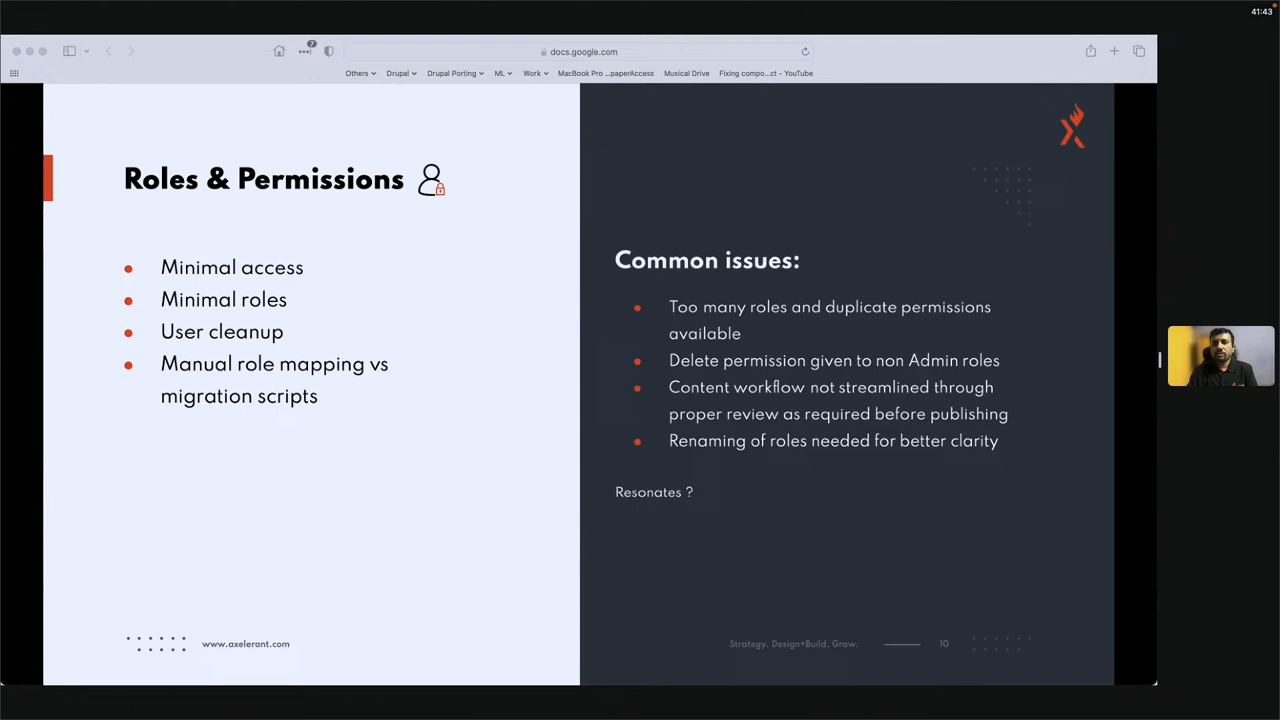 41:43
7
docs.google.com
Others Drupal Drupal Porting ML Work MacBook Pro ...paperAccess Musical Drive Fixing compo...ct - YouTube
Roles & Permissions
Minimal access
Minimal roles
User cleanup
Manual role mapping vs
migration scripts
www.axelerant.com
Common issues:
Too many roles and duplicate permissions
available
Delete permission given to non Admin roles
Content workflow not streamlined through
proper review as required before publishing
Renaming of roles needed for better clarity
Resonates ?
Strategy. Design+Build. Grow.
10